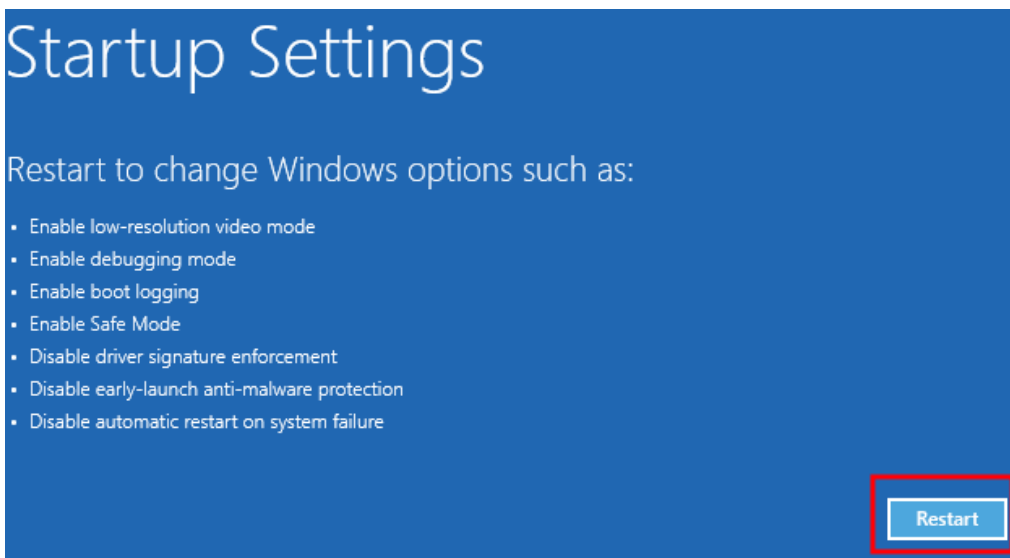 Startup Settings
Restart to change Windows options such as:
▪ Enable low-resolution video mode
▪ Enable debugging mode
▪ Enable boot logging
▪ Enable Safe Mode
▪ Disable driver signature enforcement
▪ Disable early-launch anti-malware protection
▪ Disable automatic restart on system failure
Restart